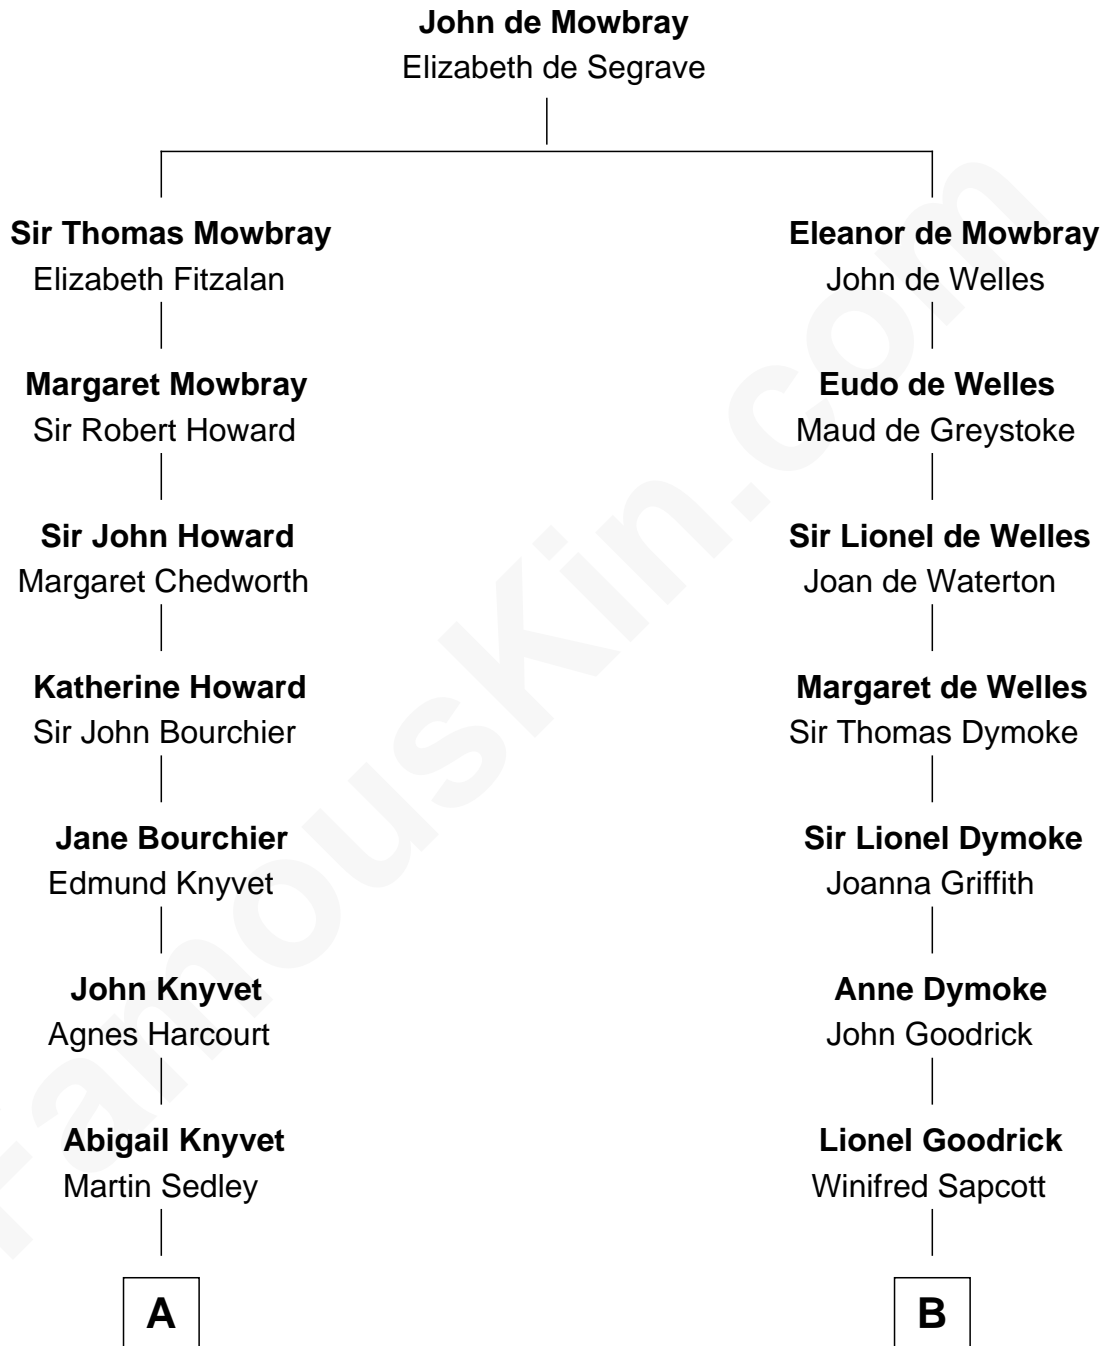 John de Mowbray
Elizabeth de Segrave
Sir Thomas Mowbray
Elizabeth Fitzalan
Eleanor de Mowbray
John de Welles
Margaret Mowbray
Sir Robert Howard
Eudo de Welles
Maud de Greystoke
Sir John Howard
Margaret Chedworth
Sir Lionel de Welles
Joan de Waterton
Katherine Howard
Sir John Bourchier
Margaret de Welles
Sir Thomas Dymoke
Jane Bourchier
Edmund Knyvet
Sir Lionel Dymoke
Joanna Griffith
John Knyvet
Agnes Harcourt
Anne Dymoke
John Goodrick
Abigail Knyvet
Martin Sedley
Lionel Goodrick
Winifred Sapcott
A
B
FamousKin.com